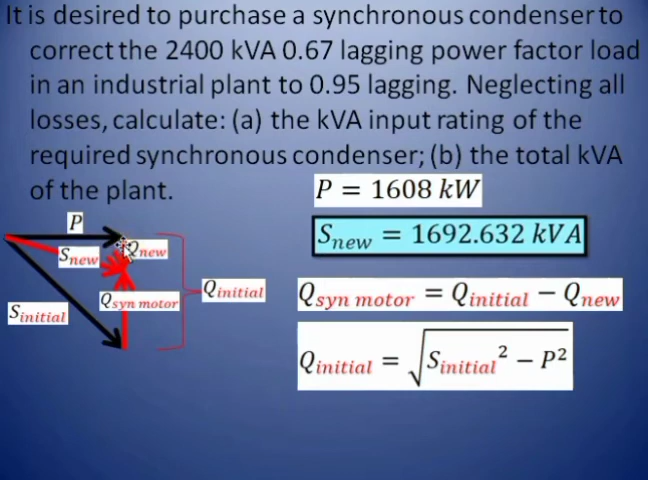 It is desired to purchase a synchronous condenser to
correct the 2400 kVA 0.67 lagging power factor load
in an industrial plant to 0.95 lagging. Neglecting all
losses, calculate: (a) the kVA input rating of the
required synchronous condenser; (b) the total kVA
of the plant.
P = 1608 kW
S_new = 1692.632 kVA
P
S_new
Q_new
Q_syn motor
Q_initial
S_initial
Q_syn motor = Q_initial − Q_new
Q_initial = √(S_initial² − P²)